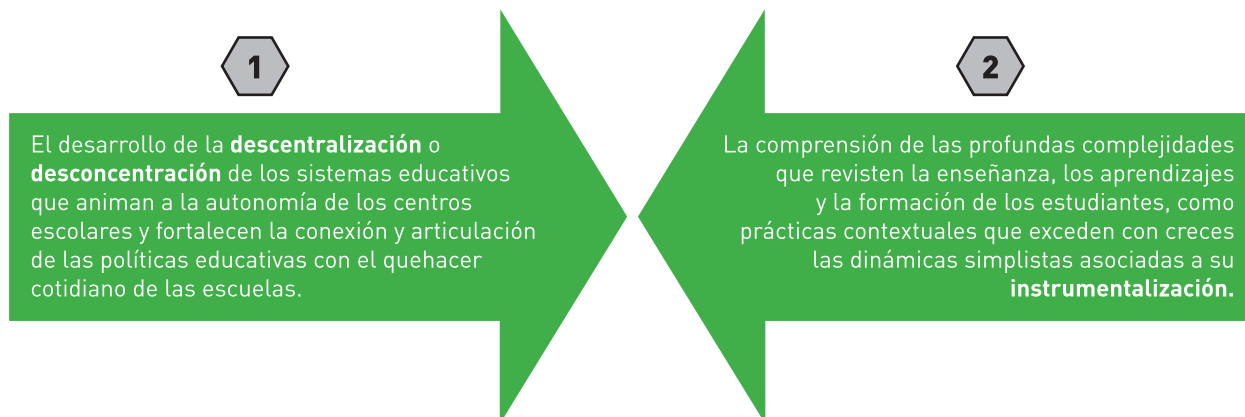 1
El desarrollo de la descentralización o
desconcentración de los sistemas educativos
que animan a la autonomía de los centros
escolares y fortalecen la conexión y articulación
de las políticas educativas con el quehacer
cotidiano de las escuelas.
2
La comprensión de las profundas complejidades
que revisten la enseñanza, los aprendizajes
y la formación de los estudiantes, como
prácticas contextuales que exceden con creces
las dinámicas simplistas asociadas a su
instrumentalización.